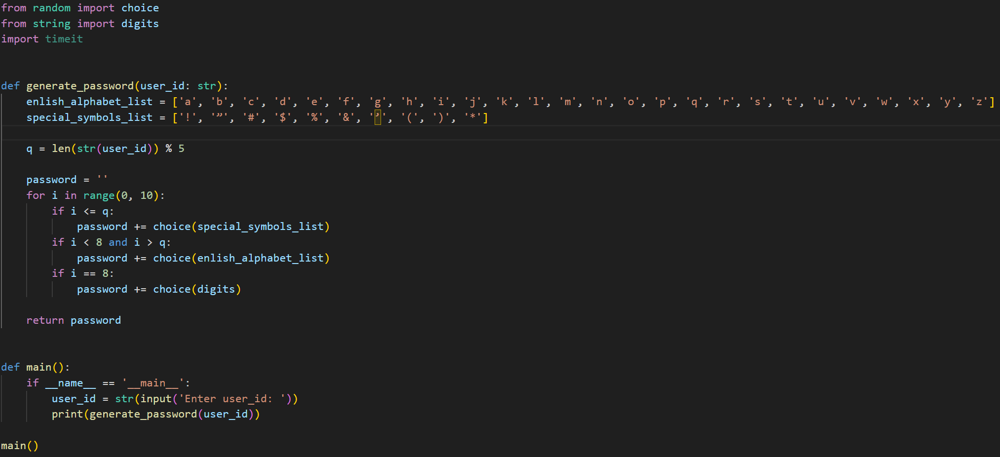 from random import choice
from string import digits
import timeit
def generate_password(user_id: str):
    enlish_alphabet_list = ['a', 'b', 'c', 'd', 'e', 'f', 'g', 'h', 'i', 'j', 'k', 'l', 'm', 'n', 'o', 'p', 'q', 'r', 's', 't', 'u', 'v', 'w', 'x', 'y', 'z']
    special_symbols_list = ['!', '”', '#', '$', '%', '&', '’', '(', ')', '*']
    q = len(str(user_id)) % 5
    password = ''
    for i in range(0, 10):
        if i <= q:
            password += choice(special_symbols_list)
        if i < 8 and i > q:
            password += choice(enlish_alphabet_list)
        if i == 8:
            password += choice(digits)
    return password
def main():
    if __name__ == '__main__':
        user_id = str(input('Enter user_id: '))
        print(generate_password(user_id))
main()